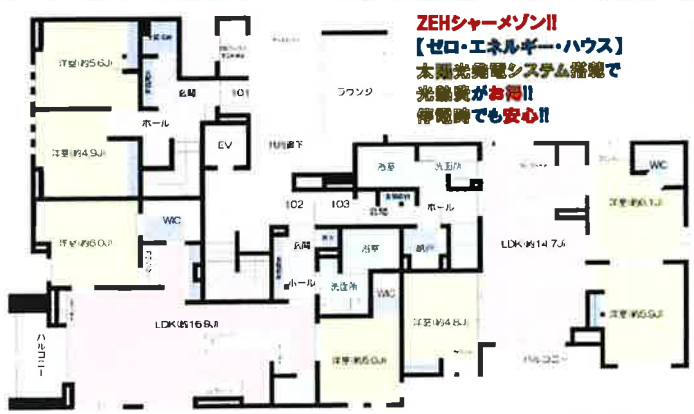 ZEHシャーメゾン!!
【ゼロ・エネルギー・ハウス】
太陽光発電システム搭載で
光熱費がお得!!
停電時でも安心!!
洋室(約5.6J)
玄関
101
ラウンジ
ホール
洋室(約4.9J)
EV
共用廊下
浴室
洗面所
WIC
102
103
玄関
ホール
洋室(約6.1J)
WIC
洋室(約6.0J)
玄関
浴室
納戸
LDK(約14.7J)
ホール
洗面所
WIC
LDK(約16.9J)
洋室(約4.8J)
洋室(約5.9J)
バルコニー
洋室(約6.0J)
バルコニー